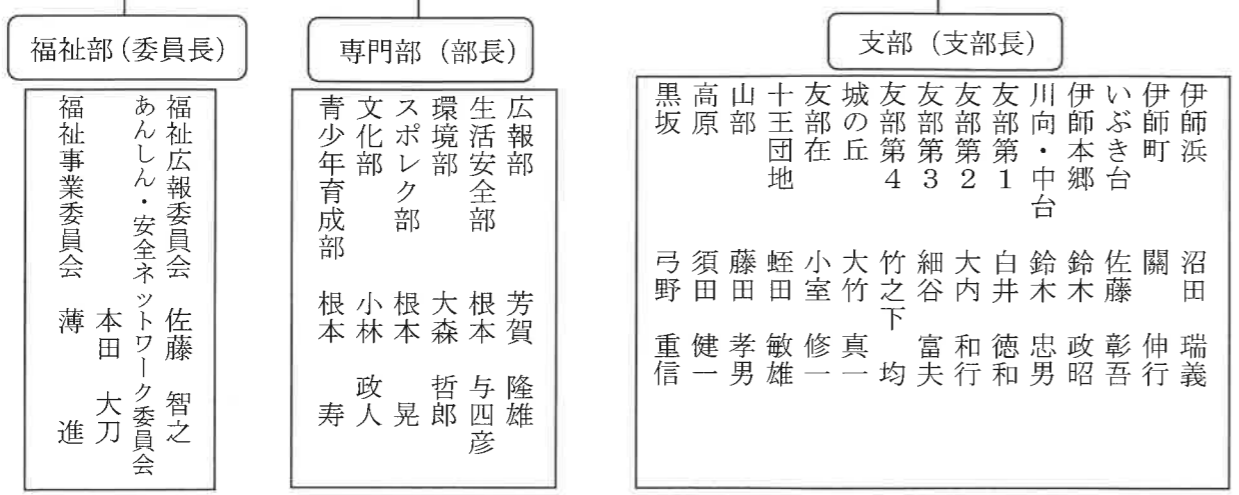 支部（支部長）
伊師浜 沼田 瑞義
伊師町 關 伸行
いぶき台 佐藤 彰吾
伊師本郷 鈴木 政昭
川向・中台 鈴木 忠男
友部第1 白井 徳和
友部第2 大内 和行
友部第3 細谷 富夫
友部第4 竹之下 均
城の丘 大竹 真一
友部在 小室 修一
十王団地 蛭田 敏雄
山部 藤田 孝男
高原 須田 健一
黒坂 弓野 重信
専門部（部長）
広報部 芳賀 隆雄
生活安全部 根本 与四彦
環境部 大森 哲郎
スポレク部 根本 晃
文化部 小林 政人
青少年育成部 根本 寿
福祉部（委員長）
福祉広報委員会 佐藤 智之
あんしん・安全ネットワーク委員会
本田 大刀
福祉事業委員会 薄 進